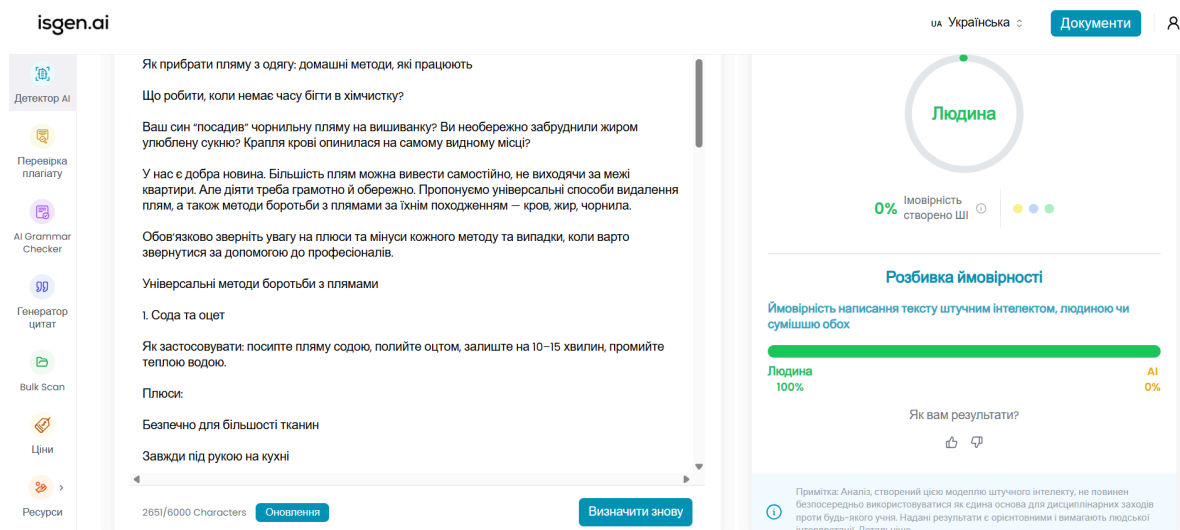 isgen.ai
UA Українська
Документи
Детектор AI
Перевірка
плагіату
AI Grammar
Checker
Генератор
цитат
Bulk Scan
Ціни
Ресурси
Як прибрати пляму з одягу: домашні методи, які працюють
Що робити, коли немає часу бігти в хімчистку?
Ваш син “посадив” чорнильну пляму на вишиванку? Ви необережно забруднили жиром
улюблену сукню? Крапля крові опинилася на самому видному місці?
У нас є добра новина. Більшість плям можна вивести самостійно, не виходячи за межі
квартири. Але діяти треба грамотно й обережно. Пропонуємо універсальні способи видалення
плям, а також методи боротьби з плямами за їхнім походженням — кров, жир, чорнила.
Обов’язково зверніть увагу на плюси та мінуси кожного методу та випадки, коли варто
звернутися за допомогою до професіоналів.
Універсальні методи боротьби з плямами
1. Сода та оцет
Як застосовувати: посипте пляму содою, полийте оцтом, залиште на 10–15 хвилин, промийте
теплою водою.
Плюси:
Безпечно для більшості тканин
Завжди під рукою на кухні
2651/6000 Characters
Оновлення
Визначити знову
Людина
0% Імовірність
створено ШІ
Розбивка ймовірності
Ймовірність написання тексту штучним інтелектом, людиною чи
сумішшю обох
Людина AI
100% 0%
Як вам результати?
Примітка: Аналіз, створений цією моделлю штучного інтелекту, не повинен
безпосередньо використовуватися як єдина основа для дисциплінарних заходів
проти будь-якого учня. Надані результати є орієнтовними і вимагають людської